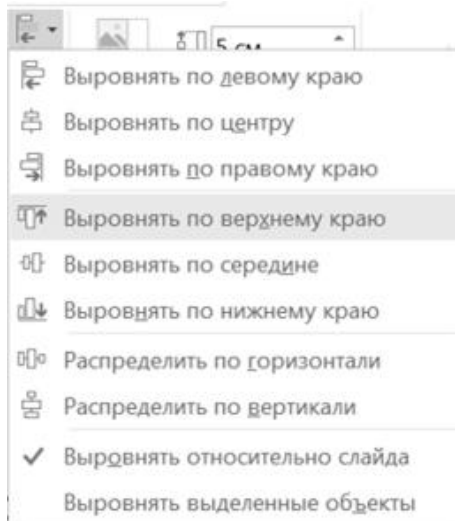 5 см
Выровнять по левому краю
Выровнять по центру
Выровнять по правому краю
Выровнять по верхнему краю
Выровнять по середине
Выровнять по нижнему краю
Распределить по горизонтали
Распределить по вертикали
Выровнять относительно слайда
Выровнять выделенные объекты